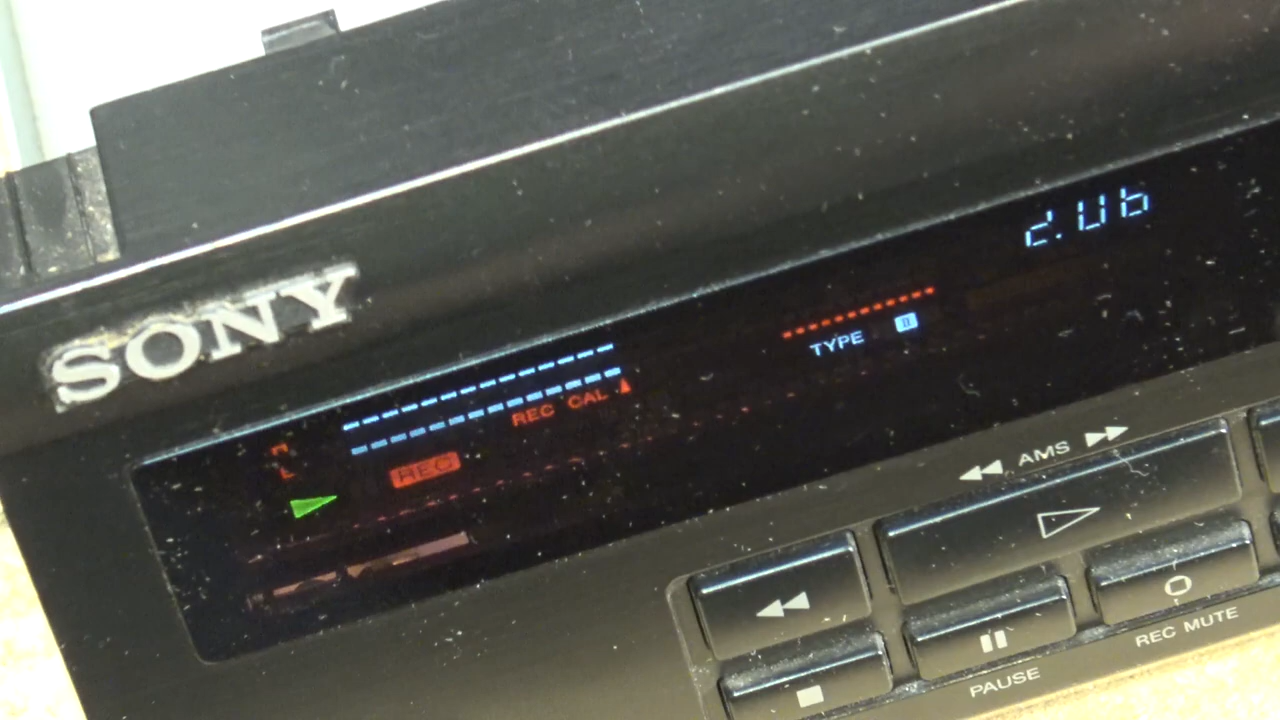 SONY
d.Ub
TYPE II
REC CAL
L
REC
AMS
REC MUTE
PAUSE